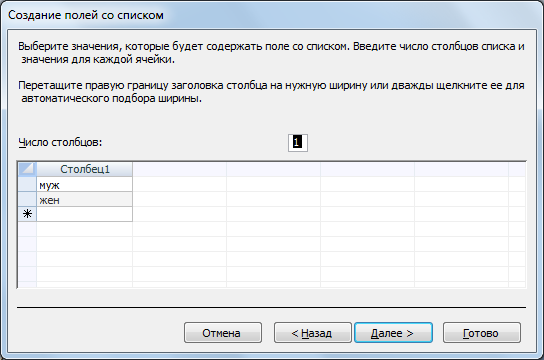 Создание полей со списком
Выберите значения, которые будет содержать поле со списком. Введите число столбцов списка и
значения для каждой ячейки.
Перетащите правую границу заголовка столбца на нужную ширину или дважды щелкните ее для
автоматического подбора ширины.
Число столбцов: 1
Столбец1
муж
жен
Отмена < Назад Далее > Готово